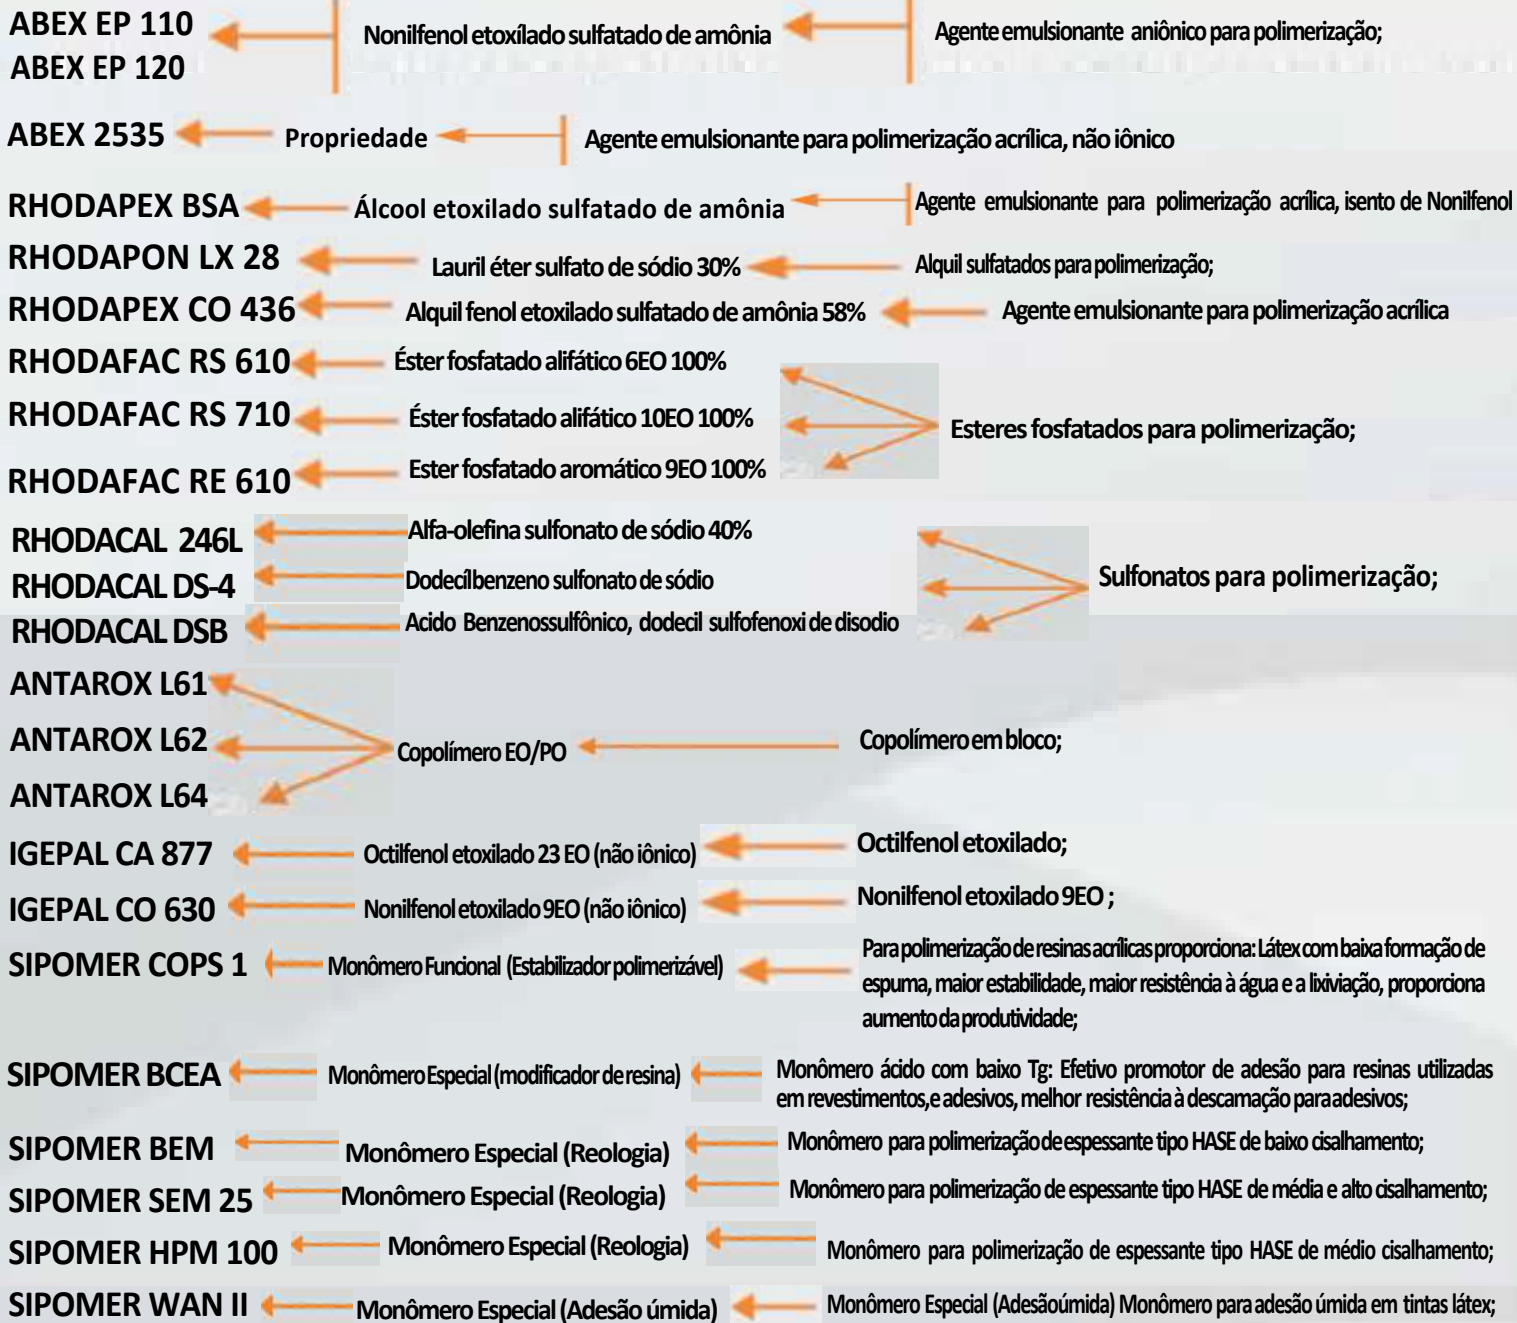 ABEX EP 110
ABEX EP 120
Nonilfenol etoxílado sulfatado de amônia
Agente emulsionante aniônico para polimerização;
ABEX 2535
Propriedade
Agente emulsionante para polimerização acrílica, não iônico
RHODAPEX BSA
Álcool etoxilado sulfatado de amônia
Agente emulsionante para polimerização acrílica, isento de Nonilfenol
RHODAPON LX 28
Lauril éter sulfato de sódio 30%
Alquil sulfatados para polimerização;
RHODAPEX CO 436
Alquil fenol etoxilado sulfatado de amônia 58%
Agente emulsionante para polimerização acrílica
RHODAFAC RS 610
Éster fosfatado alifático 6EO 100%
RHODAFAC RS 710
Éster fosfatado alifático 10EO 100%
Esteres fosfatados para polimerização;
RHODAFAC RE 610
Ester fosfatado aromático 9EO 100%
RHODACAL 246L
Alfa-olefina sulfonato de sódio 40%
RHODACAL DS-4
Dodecílbenzeno sulfonato de sódio
Sulfonatos para polimerização;
RHODACAL DSB
Acido Benzenossulfônico, dodecil sulfofenoxi de disodio
ANTAROX L61
ANTAROX L62
Copolímero EO/PO
Copolímero em bloco;
ANTAROX L64
IGEPAL CA 877
Octilfenol etoxilado 23 EO (não iônico)
Octilfenol etoxilado;
IGEPAL CO 630
Nonilfenol etoxilado 9EO (não iônico)
Nonilfenol etoxilado 9EO ;
SIPOMER COPS 1
Monômero Funcional (Estabilizador polimerizável)
Para polimerização de resinas acrílicas proporciona: Látex com baixa formação de
espuma, maior estabilidade, maior resistência à água e a lixiviação, proporciona
aumento da produtividade;
SIPOMER BCEA
Monômero Especial (modificador de resina)
Monômero ácido com baixo Tg: Efetivo promotor de adesão para resinas utilizadas
em revestimentos, e adesivos, melhor resistência à descamação para adesivos;
SIPOMER BEM
Monômero Especial (Reologia)
Monômero para polimerização de espessante tipo HASE de baixo cisalhamento;
SIPOMER SEM 25
Monômero Especial (Reologia)
Monômero para polimerização de espessante tipo HASE de média e alto cisalhamento;
SIPOMER HPM 100
Monômero Especial (Reologia)
Monômero para polimerização de espessante tipo HASE de médio cisalhamento;
SIPOMER WAN II
Monômero Especial (Adesão úmida)
Monômero Especial (Adesãoúmida) Monômero para adesão úmida em tintas látex;